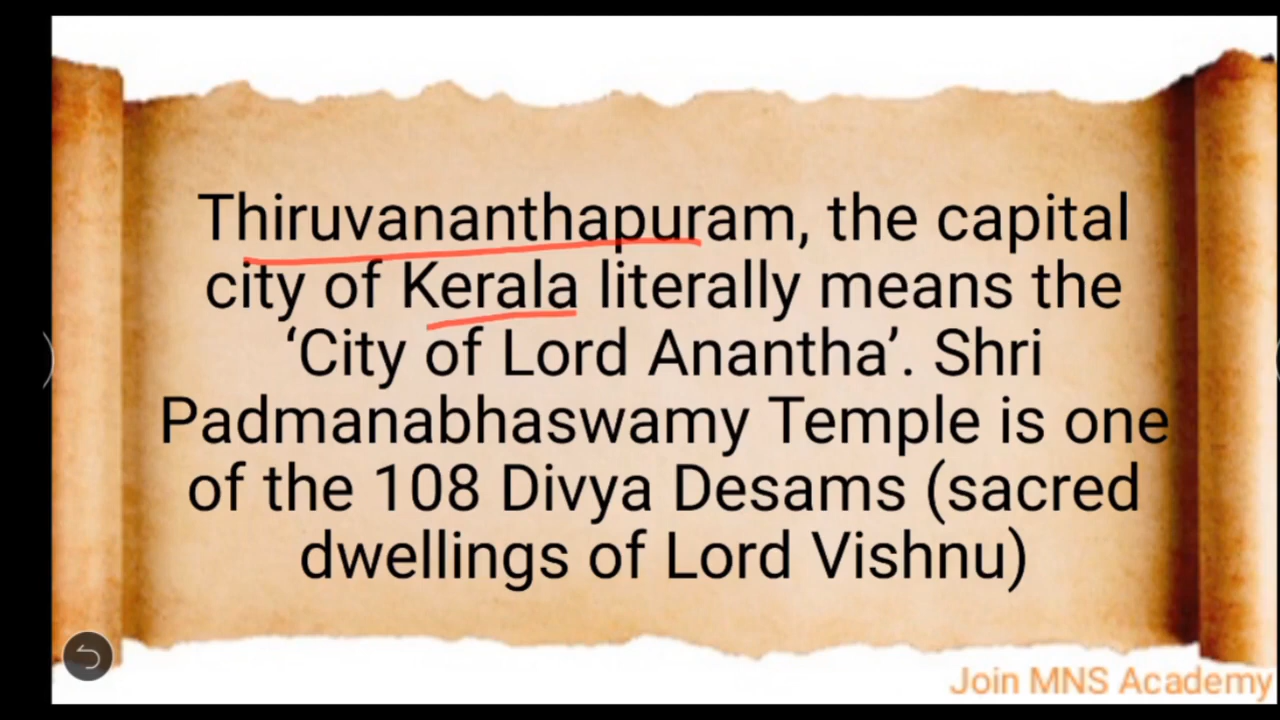 Thiruvananthapuram, the capital
city of Kerala literally means the
‘City of Lord Anantha’. Shri
Padmanabhaswamy Temple is one
of the 108 Divya Desams (sacred
dwellings of Lord Vishnu)
Join MNS Academy